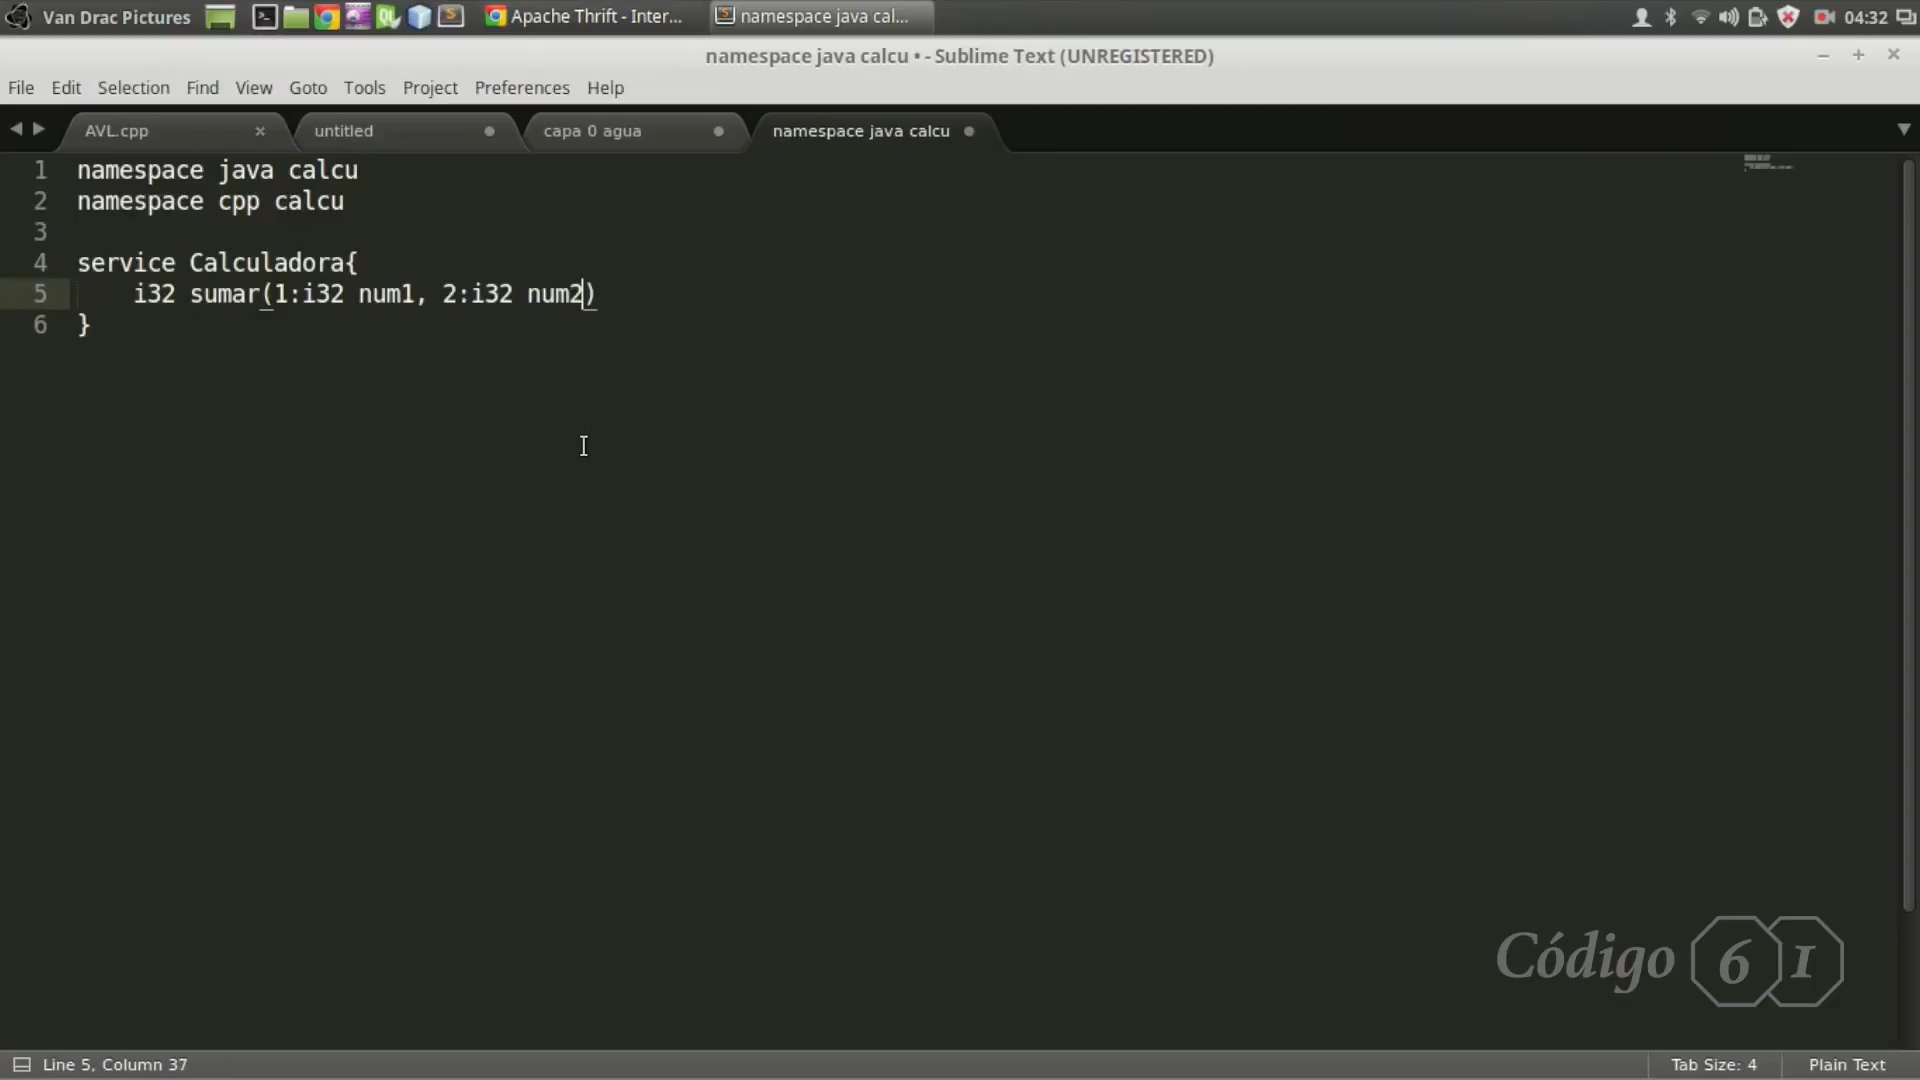 Van Drac Pictures
Apache Thrift - Inter...
namespace java cal...
04:32
namespace java calcu • - Sublime Text (UNREGISTERED)
File Edit Selection Find View Goto Tools Project Preferences Help
AVL.cpp
untitled
capa 0 agua
namespace java calcu
1 namespace java calcu
2 namespace cpp calcu
3
4 service Calculadora{
5 i32 sumar(1:i32 num1, 2:i32 num2)
6 }
Código 61
Line 5, Column 37
Tab Size: 4
Plain Text